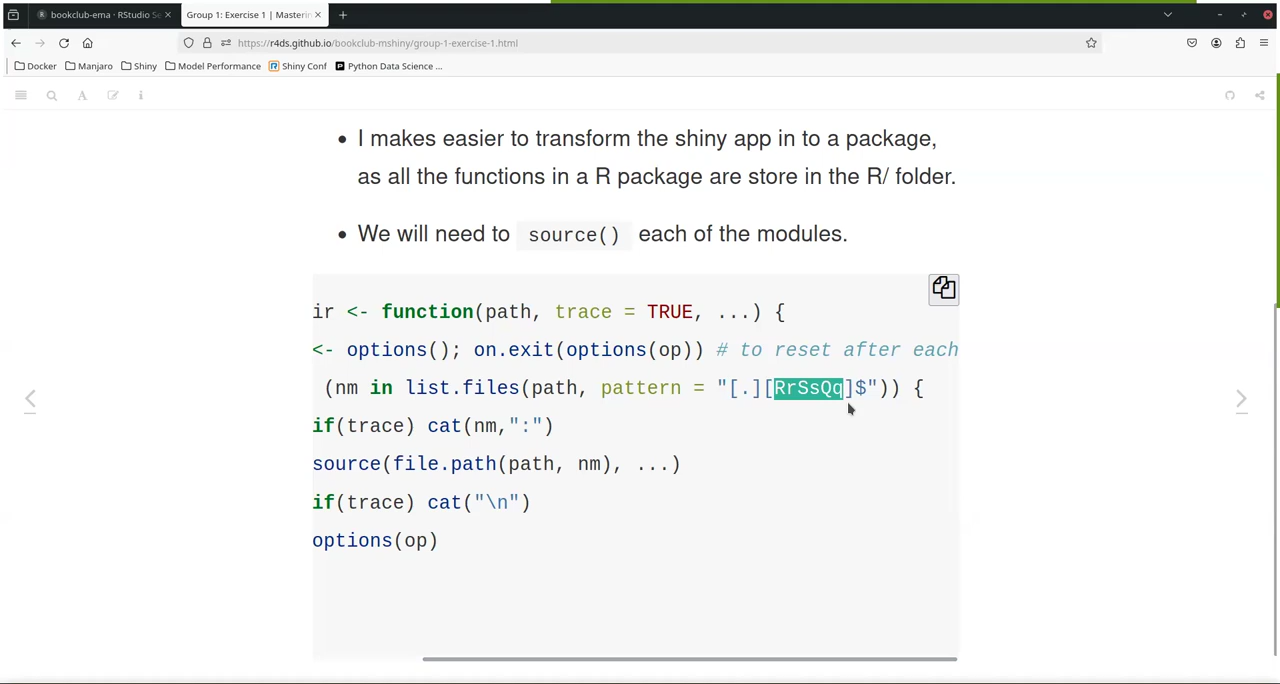 bookclub-ema · RStudio Se ×
Group 1: Exercise 1 | Masterin ×
https://r4ds.github.io/bookclub-mshiny/group-1-exercise-1.html
Docker Manjaro Shiny Model Performance Shiny Conf Python Data Science ...
• I makes easier to transform the shiny app in to a package,
as all the functions in a R package are store in the R/ folder.
• We will need to source() each of the modules.
ir <- function(path, trace = TRUE, ...) {
<- options(); on.exit(options(op)) # to reset after each
(nm in list.files(path, pattern = "[.][RrSsQq]$")) {
if(trace) cat(nm,":")
source(file.path(path, nm), ...)
if(trace) cat("\n")
options(op)